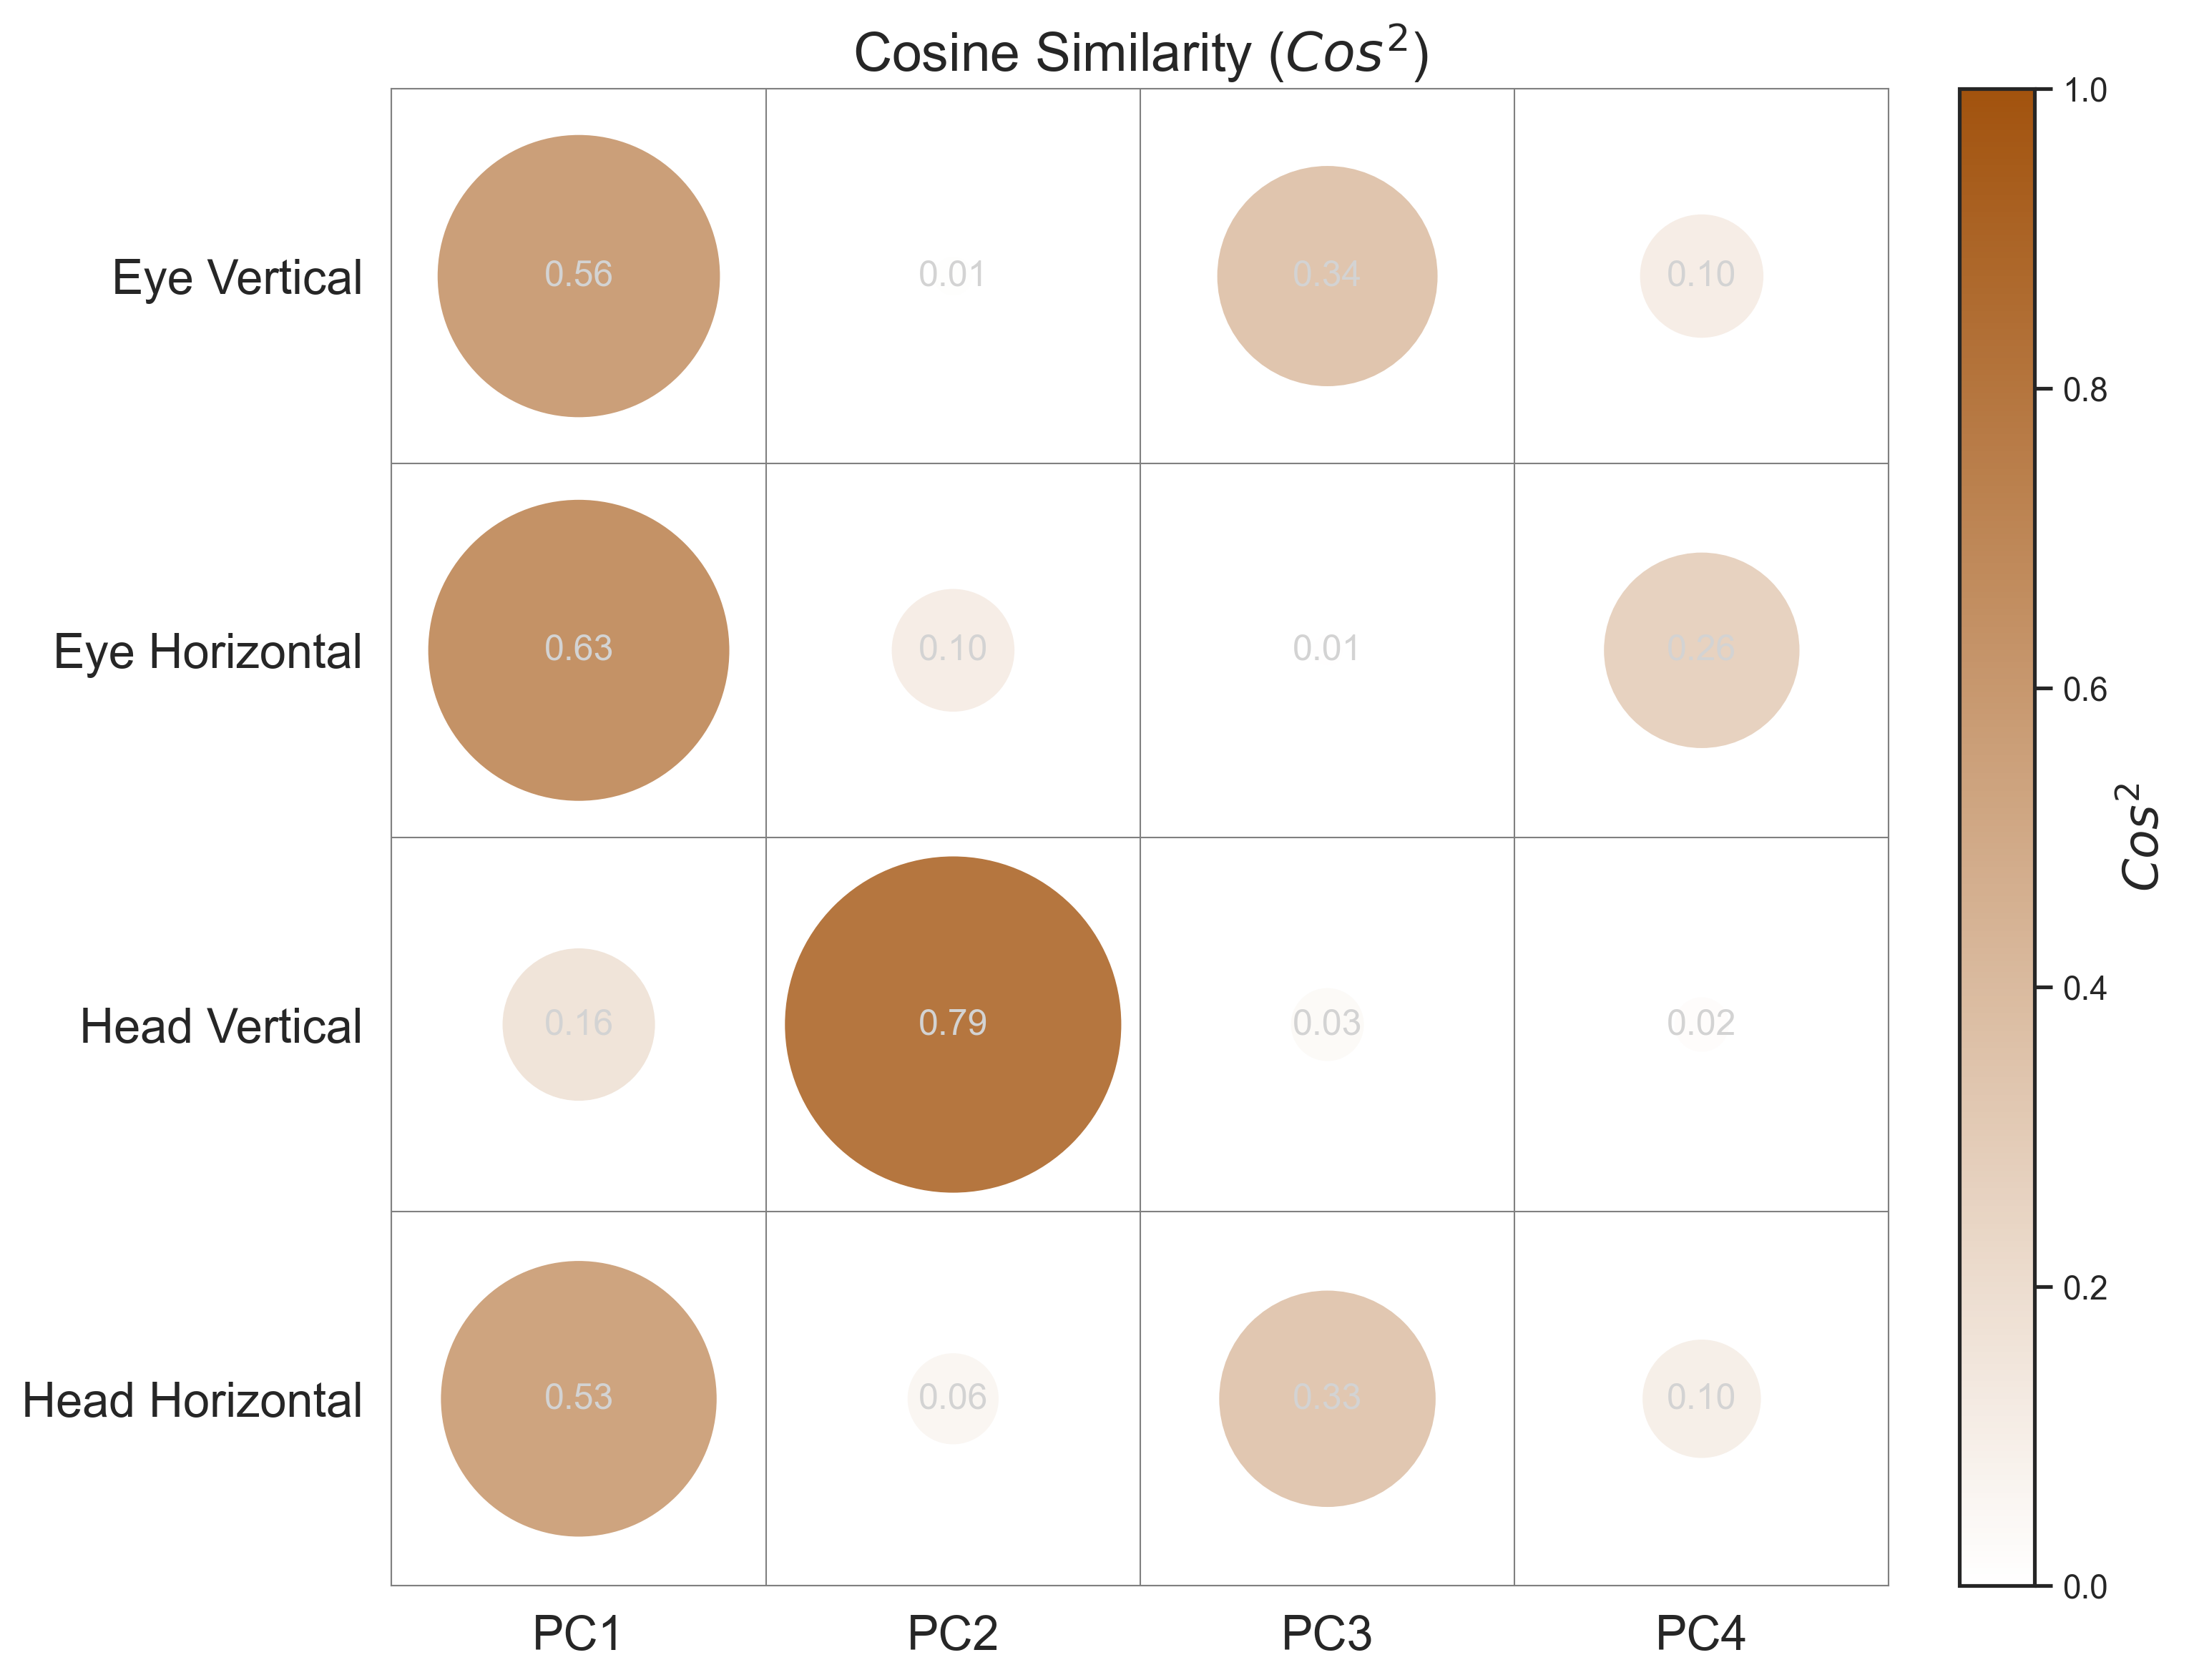 Cosine Similarity (Cos²)
Eye Vertical 0.56 0.01 0.34 0.10
Eye Horizontal 0.63 0.10 0.01 0.26
Head Vertical 0.16 0.79 0.03 0.02
Head Horizontal 0.53 0.06 0.33 0.10
PC1 PC2 PC3 PC4
1.0
0.8
0.6
0.4
0.2
0.0
Cos²